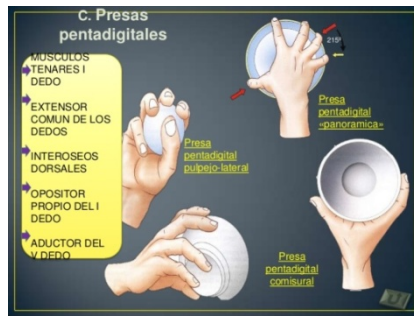 C. Presas
pentadigitales
MUSCULOS
TENARES I
DEDO
EXTENSOR
COMUN DE LOS
DEDOS
INTEROSEOS
DORSALES
OPOSITOR
PROPIO DEL I
DEDO
ADUCTOR DEL
V DEDO
Presa
pentadigital
pulpejo-lateral
215º
Presa
pentadigital
«panoramica»
Presa
pentadigital
comisural